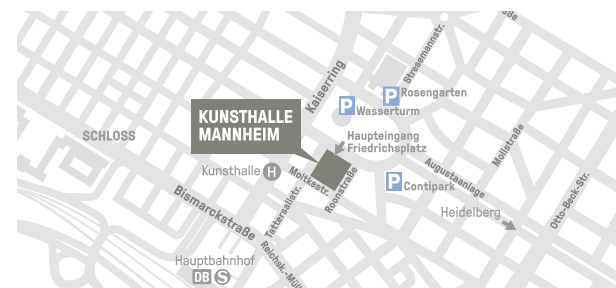 Stresemannstr.
Kaiserring
P Rosengarten
P Wasserturm
KUNSTHALLE
MANNHEIM
SCHLOSS
Haupteingang
Friedrichsplatz
Mollstraße
Augustaanlage
Kunsthalle H
Moltkestr.
Roonstraße
P Contipark
Otto-Beck-Str.
Bismarckstraße
Tattersallstr.
Heidelberg
Hauptbahnhof
DB S